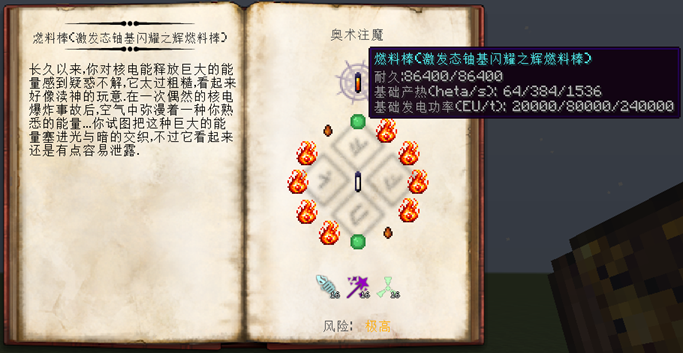 燃料棒(激发态铀基闪耀之辉燃料棒)
长久以来,你对核电能释放巨大的能
量感到疑惑不解,它太过粗糙,看起来
好像渎神的玩意.在一次偶然的核电
爆炸事故后,空气中弥漫着一种你熟
悉的能量...你试图把这种巨大的能
量塞进光与暗的交织,不过它看起来
还是有点容易泄露.
奥术注魔
燃料棒(激发态铀基闪耀之辉燃料棒)
耐久:86400/86400
基础产热(heta/s): 64/384/1536
基础发电功率(EU/t): 20000/80000/240000
16 16 16
风险: 极高